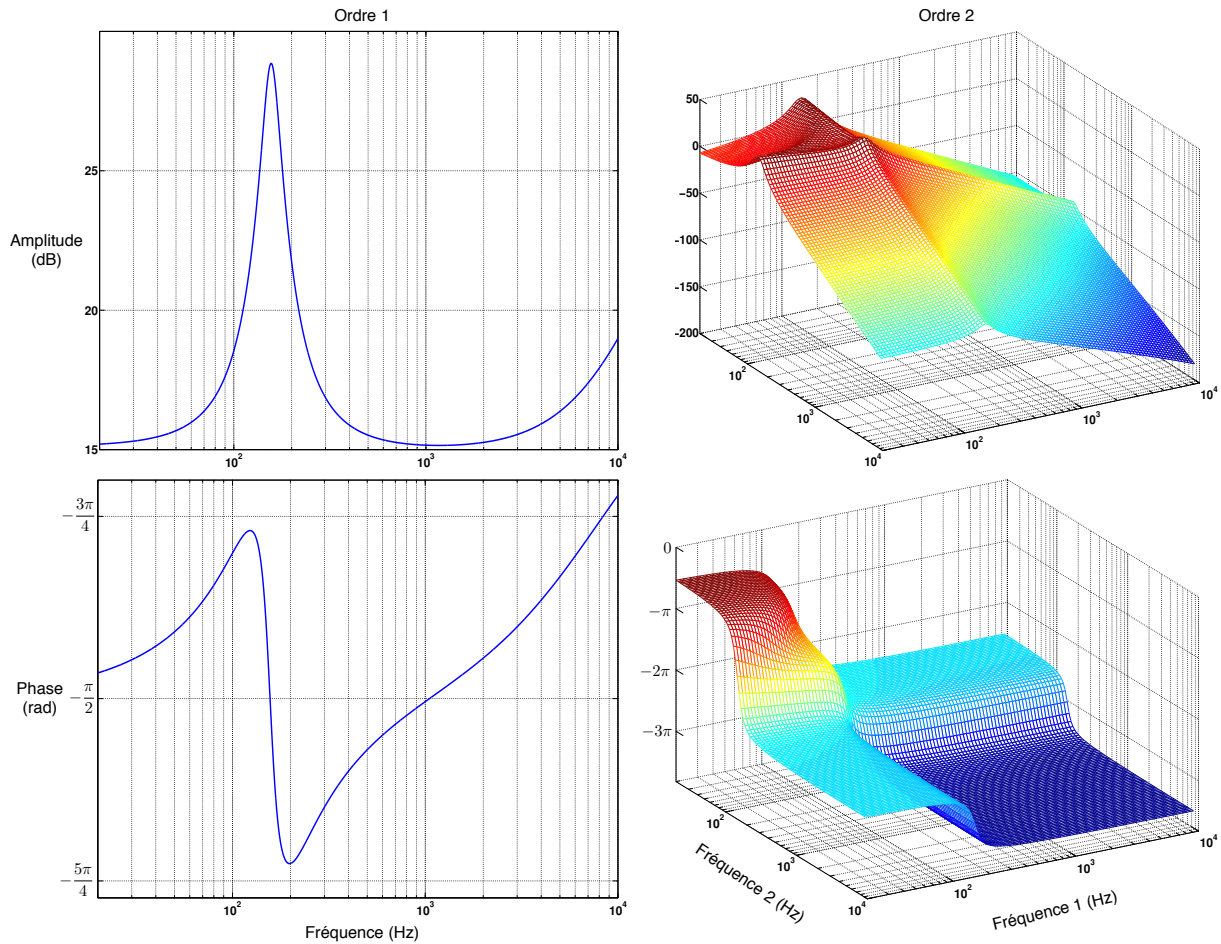 Ordre 1
Ordre 2
25
20
15
Amplitude
(dB)
10²
10³
10⁴
50
0
-50
-100
-150
-200
10²
10³
10⁴
10²
10³
10⁴
−3π/4
−π/2
−5π/4
Phase
(rad)
10²
10³
10⁴
Fréquence (Hz)
0
−π
−2π
−3π
10²
10³
10⁴
Fréquence 2 (Hz)
10²
10³
10⁴
Fréquence 1 (Hz)